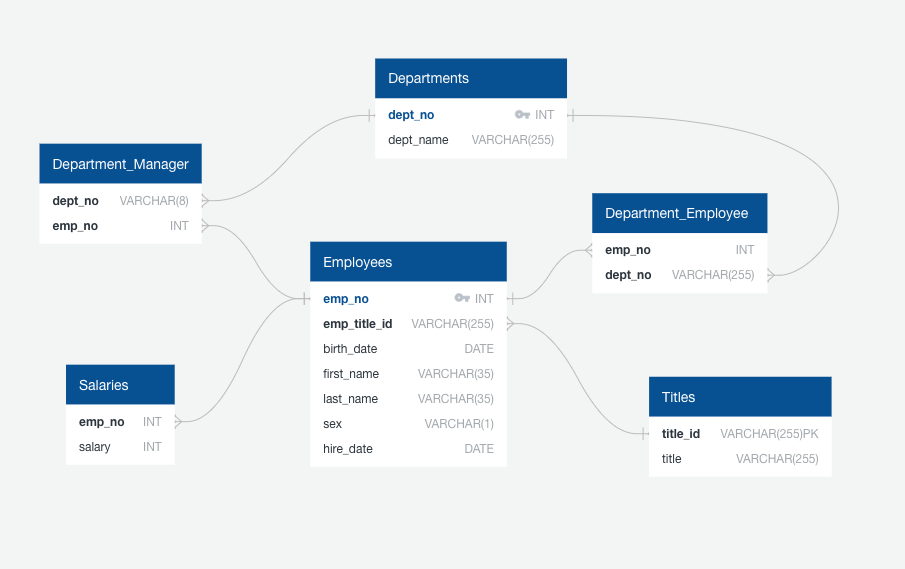 Departments
dept_no INT
dept_name VARCHAR(255)
Department_Manager
dept_no VARCHAR(8)
emp_no INT
Department_Employee
emp_no INT
dept_no VARCHAR(255)
Employees
emp_no INT
emp_title_id VARCHAR(255)
birth_date DATE
first_name VARCHAR(35)
last_name VARCHAR(35)
sex VARCHAR(1)
hire_date DATE
Salaries
emp_no INT
salary INT
Titles
title_id VARCHAR(255)PK
title VARCHAR(255)